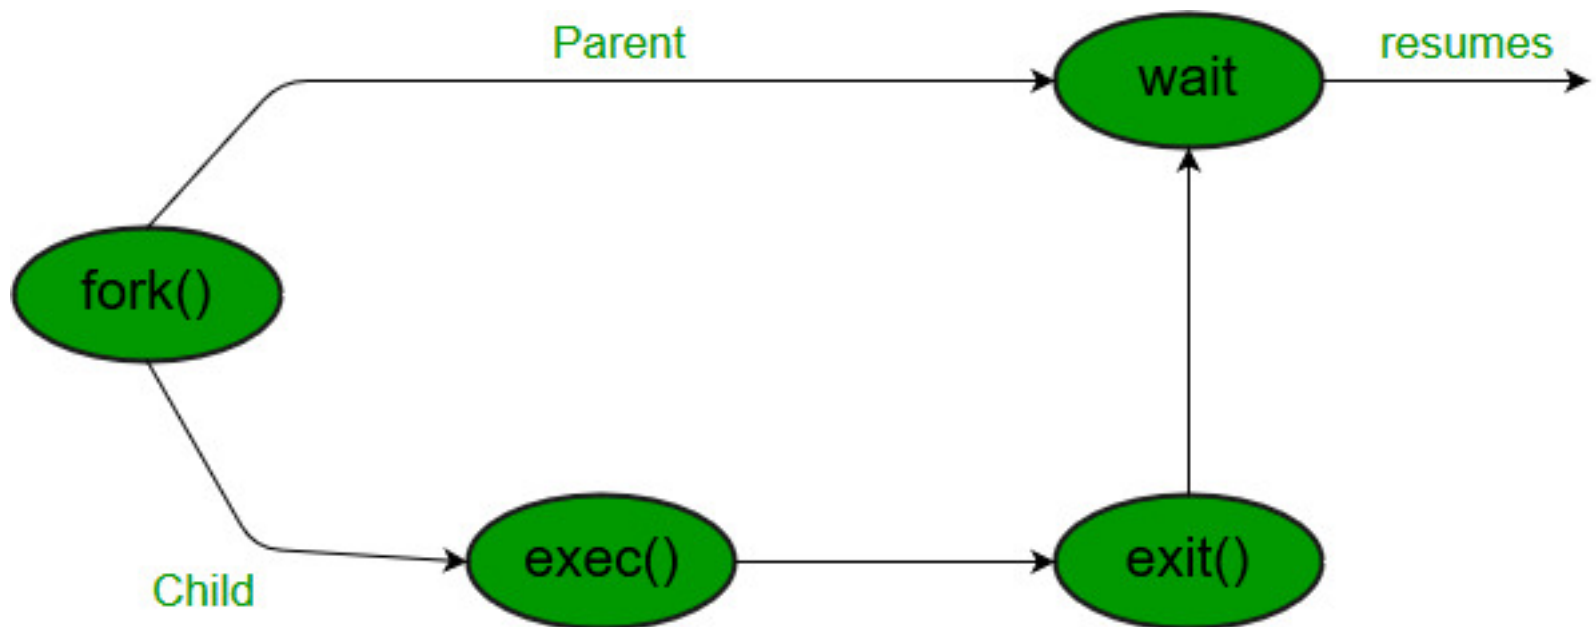 Parent
wait
resumes
fork()
Child
exec()
exit()